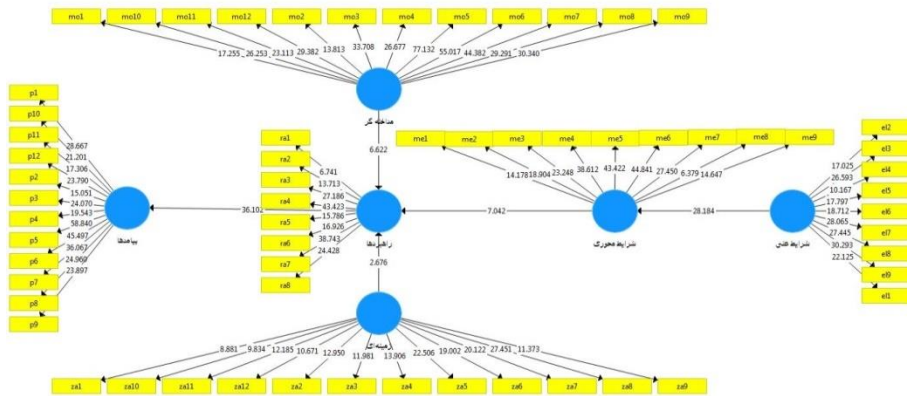 mo1 mo10 mo11 mo12 mo2 mo3 mo4 mo5 mo6 mo7 mo8 mo9
17.255 26.253 23.113 29.382 13.813 33.708 26.677 77.132 55.017 44.382 29.291 30.340
مداخله گر
6.622
p1
p10
p11
p12
p2
p3
p4
p5
p6
p7
p8
p9
28.667
21.201
17.306
23.790
15.051
24.070
19.543
58.840
45.497
36.067
24.969
23.897
پیامدها
36.102
ra1
ra2
ra3
ra4
ra5
ra6
ra7
ra8
6.741
13.713
27.186
43.423
15.786
16.926
38.743
24.428
راهبردها
7.042
me1 me2 me3 me4 me5 me6 me7 me8 me9
14.178 18.904 23.248 38.612 43.422 44.841 27.450 6.379 14.647
شرایط محوری
28.184
el2
el3
el4
el5
el6
el7
el8
el9
el1
17.025
26.593
10.167
17.797
18.712
28.065
27.445
30.293
22.125
شرایط علی
2.676
زمینه‌ای
8.881 9.834 12.185 10.671 12.950 11.981 13.906 22.506 19.002 20.122 27.451 11.373
za1 za10 za11 za12 za2 za3 za4 za5 za6 za7 za8 za9